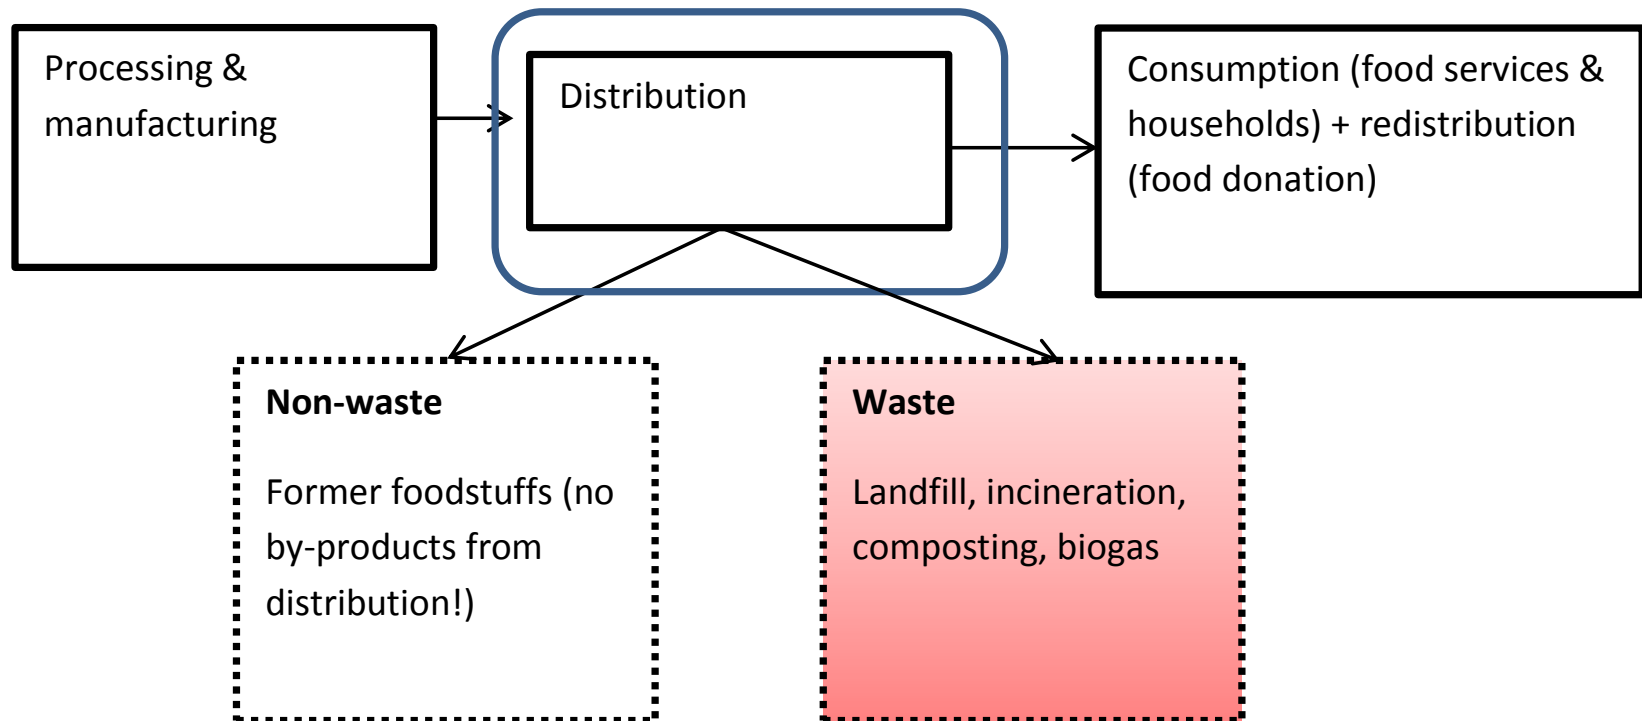 Processing &
manufacturing
Distribution
Consumption (food services &
households) + redistribution
(food donation)
Non-waste
Former foodstuffs (no
by-products from
distribution!)
Waste
Landfill, incineration,
composting, biogas